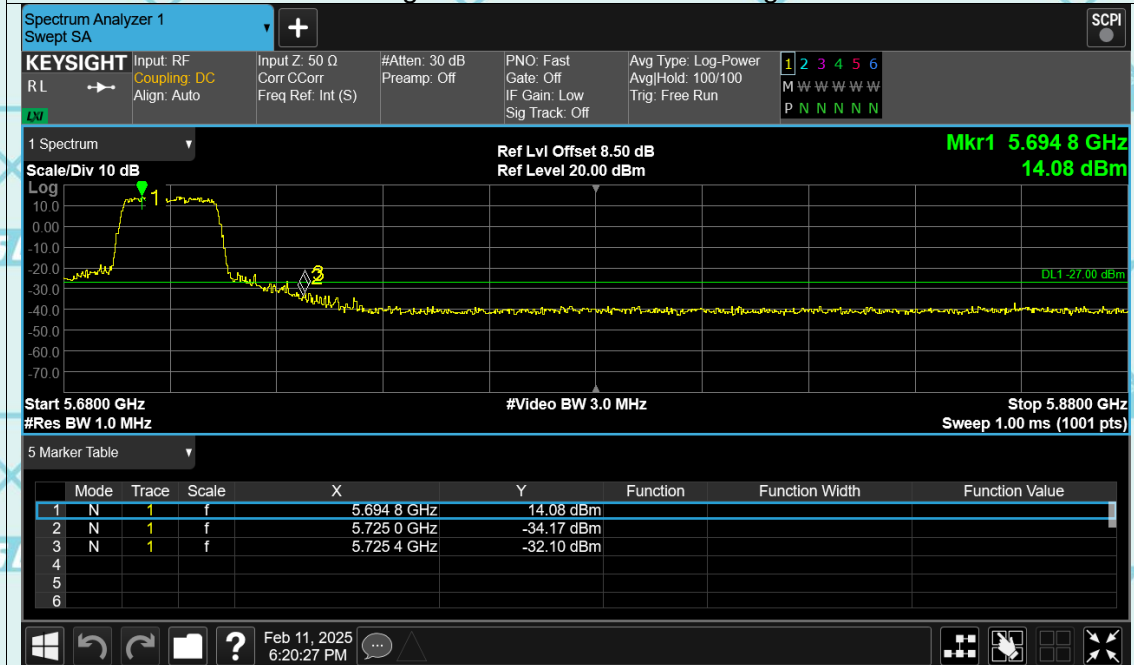 Spectrum Analyzer 1
Swept SA
+
SCPI
KEYSIGHT Input: RF Input Z: 50 Ω #Atten: 30 dB PNO: Fast Avg Type: Log-Power 1 2 3 4 5 6
RL Coupling: DC Corr CCorr Preamp: Off Gate: Off Avg|Hold: 100/100 M W W W W W
Align: Auto Freq Ref: Int (S) IF Gain: Low Trig: Free Run
LXI Sig Track: Off P N N N N N N
1 Spectrum Ref Lvl Offset 8.50 dB Mkr1 5.694 8 GHz
Scale/Div 10 dB Ref Level 20.00 dBm 14.08 dBm
Log
1
10.0
0.00
-10.0
-20.0
2
DL1 -27.00 dBm
-30.0
-40.0
-50.0
-60.0
-70.0
Start 5.6800 GHz #Video BW 3.0 MHz Stop 5.8800 GHz
#Res BW 1.0 MHz Sweep 1.00 ms (1001 pts)
5 Marker Table
Mode Trace Scale X Y Function Function Width Function Value
1 N 1 f 5.694 8 GHz 14.08 dBm
2 N 1 f 5.725 0 GHz -34.17 dBm
3 N 1 f 5.725 4 GHz -32.10 dBm
4
5
6
? Feb 11, 2025
6:20:27 PM